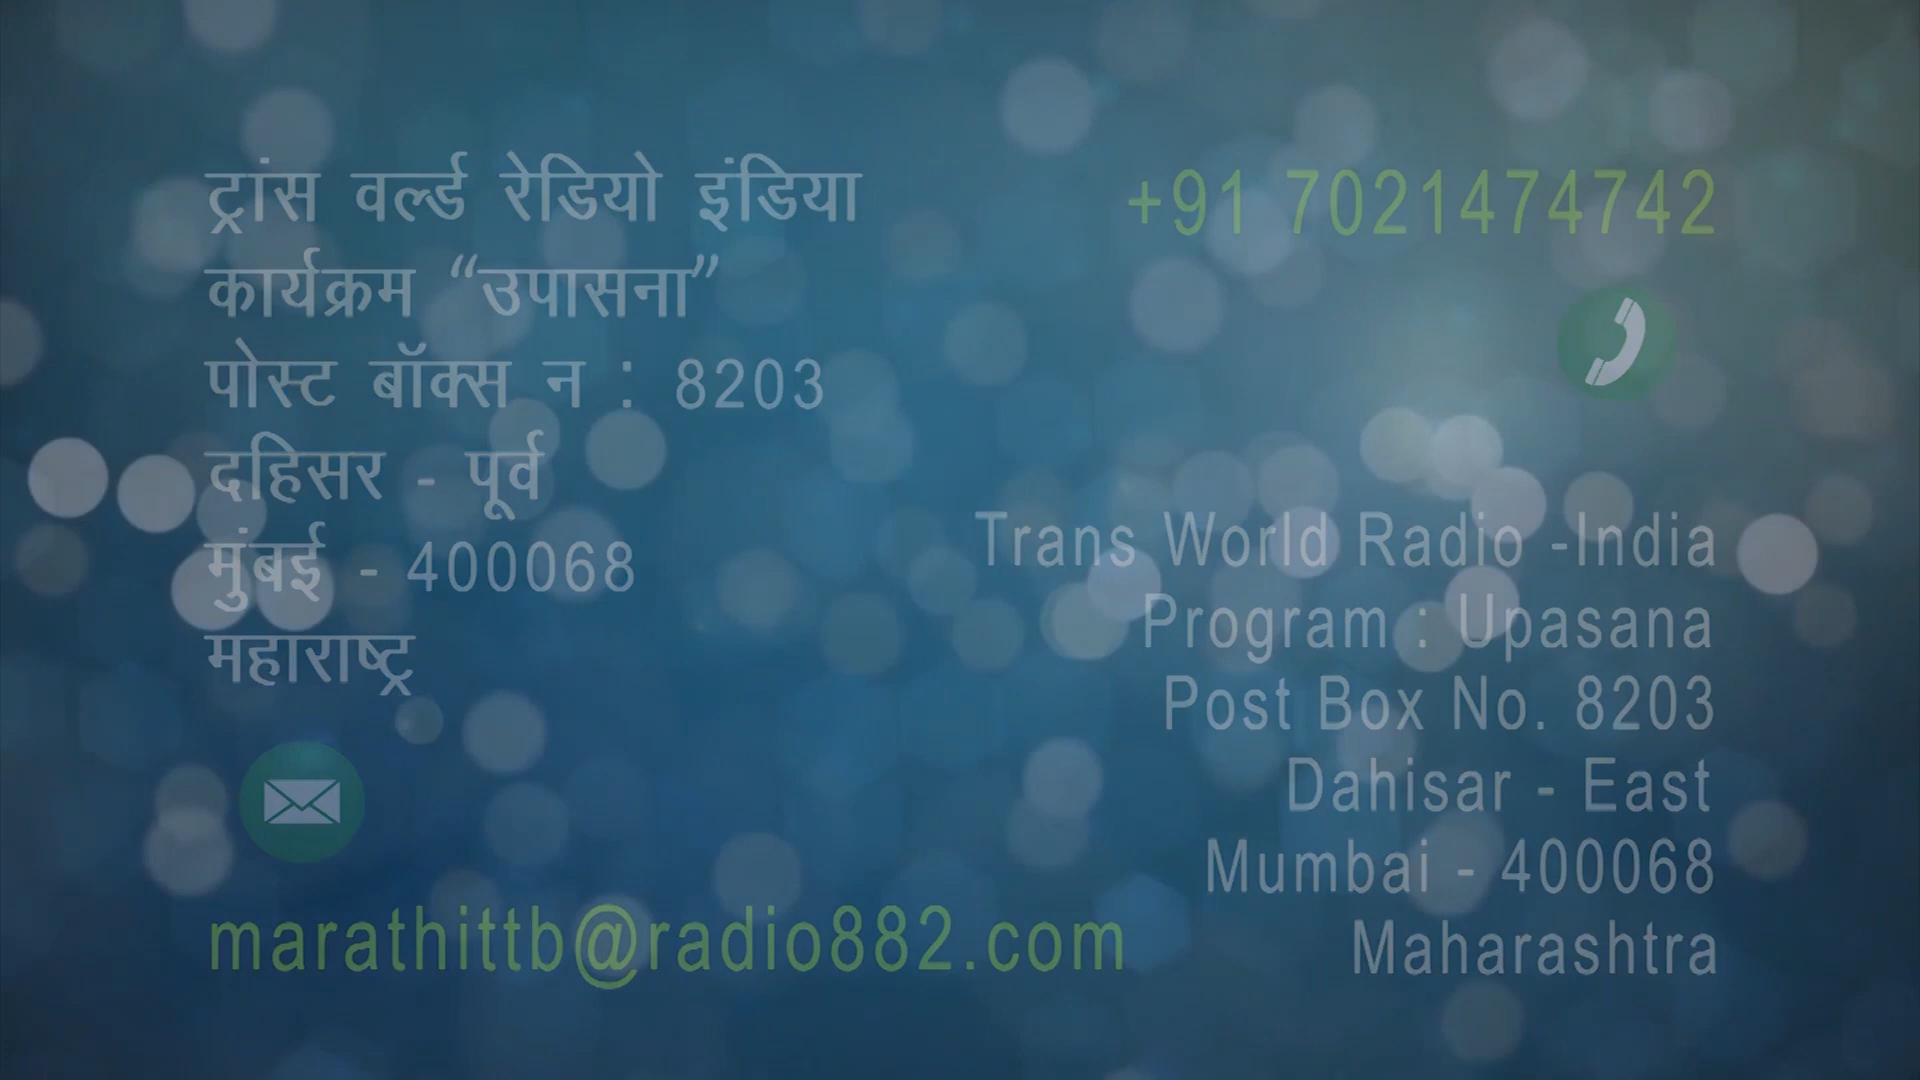 ट्रांस वर्ल्ड रेडियो इंडिया
कार्यक्रम “उपासना”
पोस्ट बॉक्स न : 8203
दहिसर - पूर्व
मुंबई - 400068
महाराष्ट्र
marathittb@radio882.com
+91 7021474742
Trans World Radio -India
Program : Upasana
Post Box No. 8203
Dahisar - East
Mumbai - 400068
Maharashtra